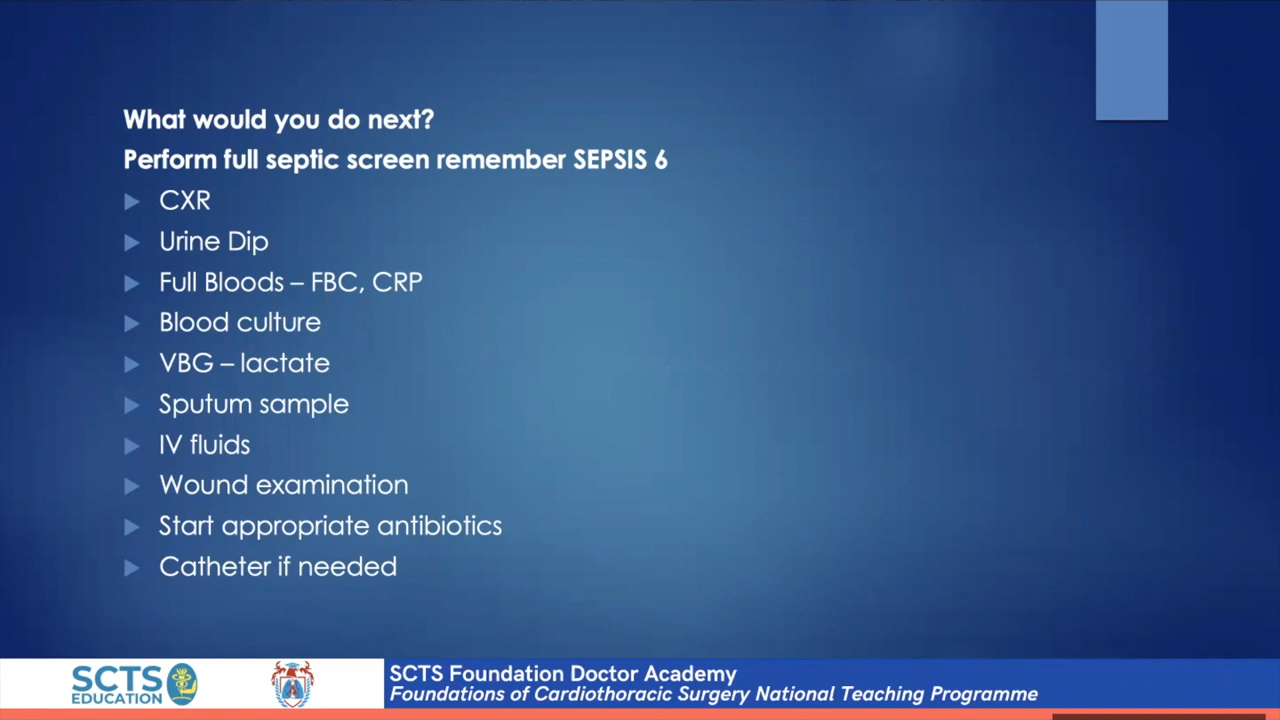 What would you do next?
Perform full septic screen remember SEPSIS 6
CXR
Urine Dip
Full Bloods – FBC, CRP
Blood culture
VBG – lactate
Sputum sample
IV fluids
Wound examination
Start appropriate antibiotics
Catheter if needed
SCTS
EDUCATION
SCTS Foundation Doctor Academy
Foundations of Cardiothoracic Surgery National Teaching Programme